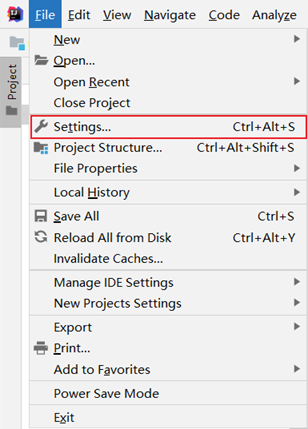 File Edit View Navigate Code Analyze
Project
New
Open...
Open Recent
Close Project
Settings... Ctrl+Alt+S
Project Structure... Ctrl+Alt+Shift+S
File Properties
Local History
Save All Ctrl+S
Reload All from Disk Ctrl+Alt+Y
Invalidate Caches...
Manage IDE Settings
New Projects Settings
Export
Print...
Add to Favorites
Power Save Mode
Exit